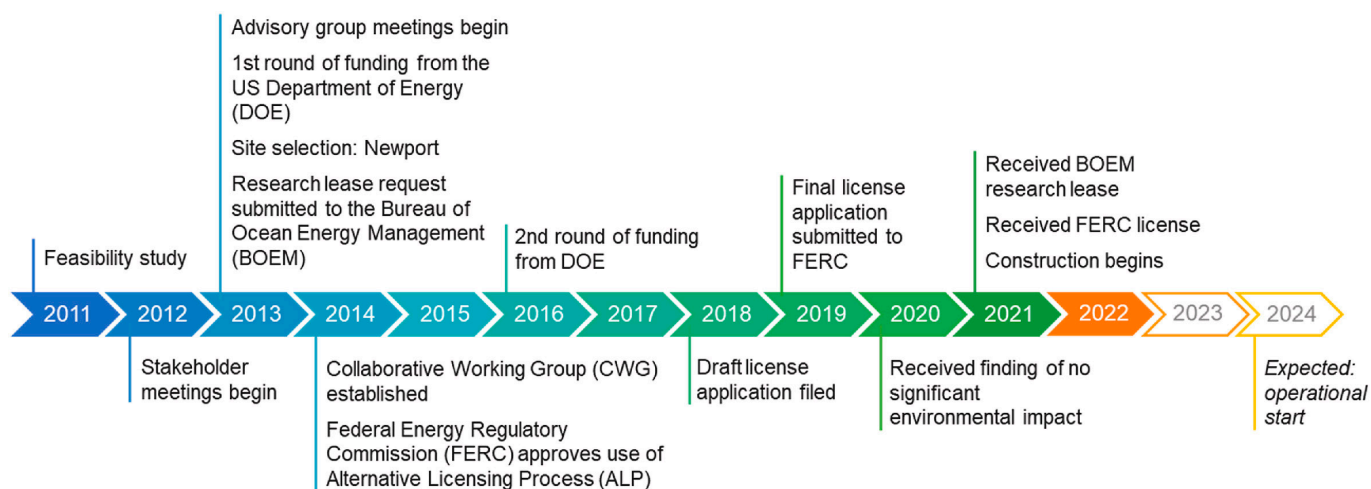 Advisory group meetings begin
1st round of funding from the
US Department of Energy
(DOE)
Site selection: Newport
Research lease request
submitted to the Bureau of
Ocean Energy Management
(BOEM)
Feasibility study
2nd round of funding
from DOE
Final license
application
submitted to
FERC
Received BOEM
research lease
Received FERC license
Construction begins
2011
2012
2013
2014
2015
2016
2017
2018
2019
2020
2021
2022
2023
2024
Stakeholder
meetings begin
Collaborative Working Group (CWG)
established
Federal Energy Regulatory
Commission (FERC) approves use of
Alternative Licensing Process (ALP)
Draft license
application filed
Received finding of no
significant
environmental impact
Expected:
operational
start